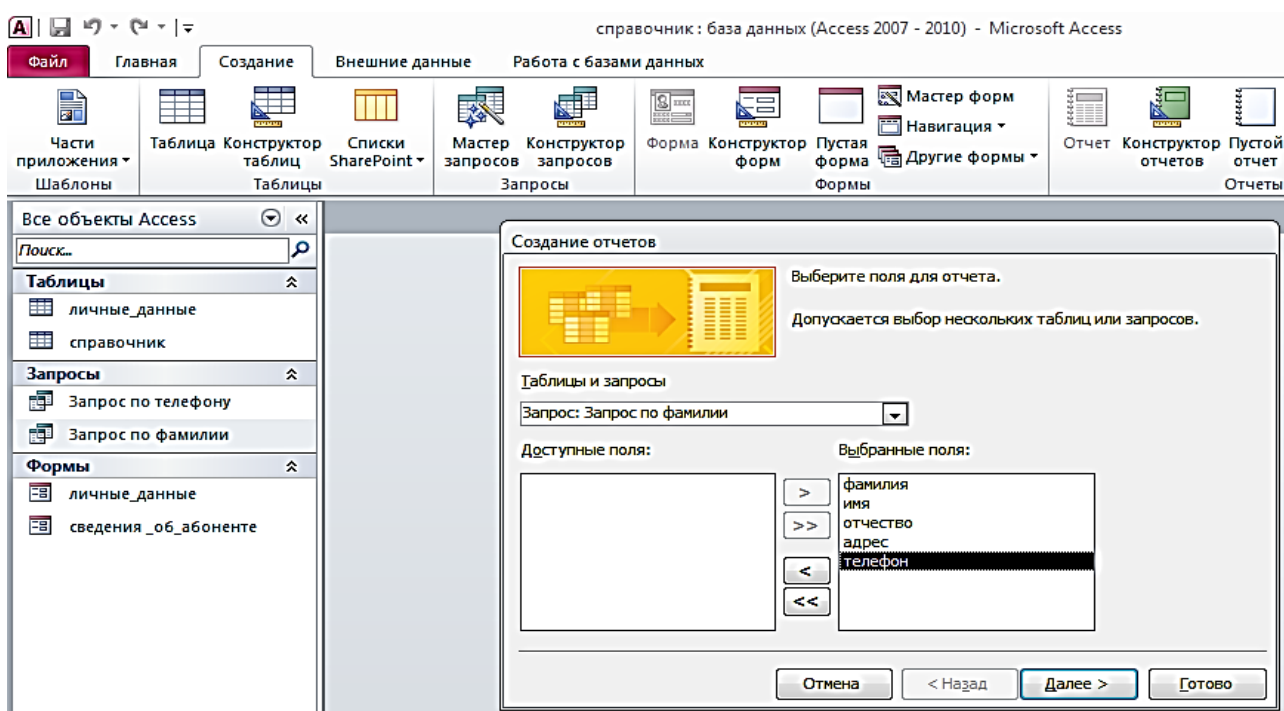 справочник : база данных (Access 2007 - 2010) - Microsoft Access
Файл Главная Создание Внешние данные Работа с базами данных
Части приложения
Таблица
Конструктор таблиц
Списки SharePoint
Мастер запросов
Конструктор запросов
Форма
Конструктор форм
Пустая форма
Мастер форм
Навигация
Другие формы
Отчет
Конструктор отчетов
Пустой отчет
Шаблоны Таблицы Запросы Формы Отчеты
Все объекты Access
Поиск...
Таблицы
личные_данные
справочник
Запросы
Запрос по телефону
Запрос по фамилии
Формы
личные_данные
сведения _об_абоненте
Создание отчетов
Выберите поля для отчета.
Допускается выбор нескольких таблиц или запросов.
Таблицы и запросы
Запрос: Запрос по фамилии
Доступные поля:
Выбранные поля:
фамилия
имя
отчество
адрес
телефон
>
>>
<
<<
Отмена < Назад Далее > Готово